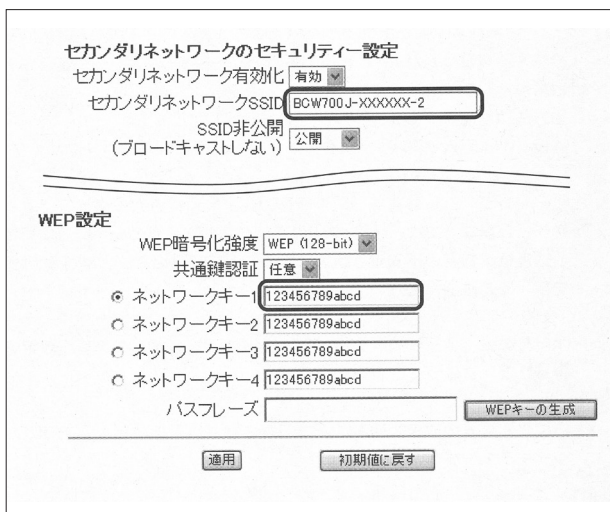 セカンダリネットワークのセキュリティー設定
セカンダリネットワーク有効化 有効
セカンダリネットワークSSID BCW700J-XXXXXX-2
SSID非公開
(ブロードキャストしない) 公開
WEP設定
WEP暗号化強度 WEP (128-bit)
共通鍵認証 任意
ネットワークキー1 123456789abcd
ネットワークキー2 123456789abcd
ネットワークキー3 123456789abcd
ネットワークキー4 123456789abcd
パスフレーズ WEPキーの生成
適用 初期値に戻す